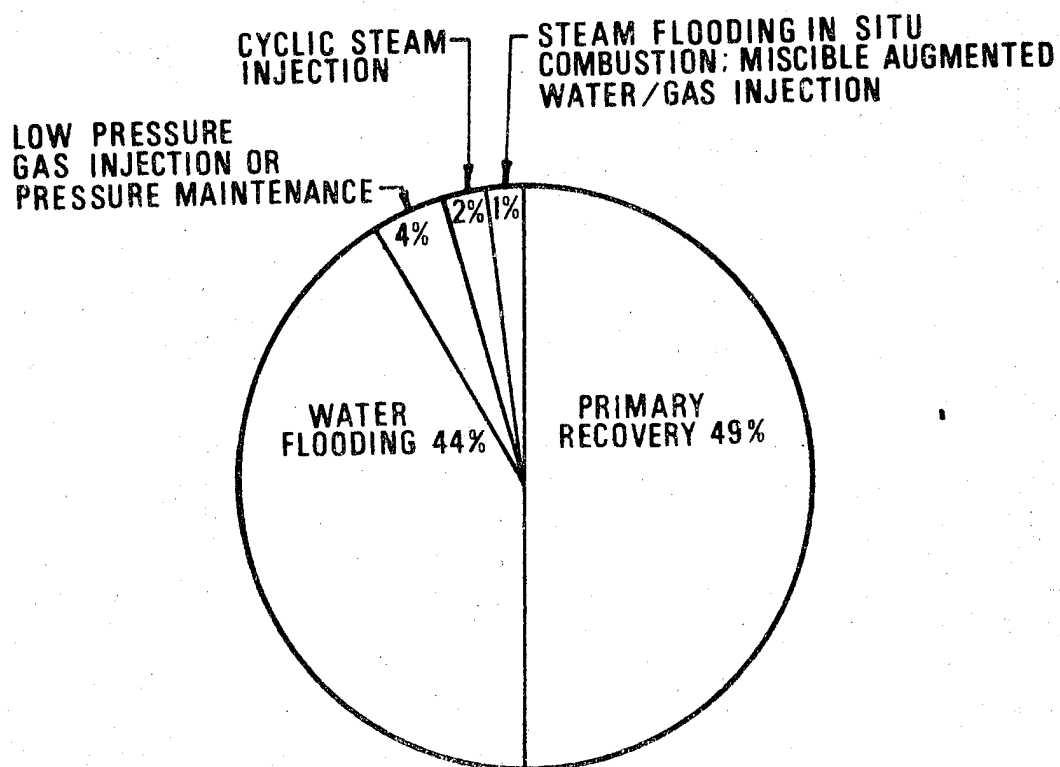 CYCLIC STEAM
INJECTION
STEAM FLOODING IN SITU
COMBUSTION; MISCIBLE AUGMENTED
WATER/GAS INJECTION
LOW PRESSURE
GAS INJECTION OR
PRESSURE MAINTENANCE
4%
2%
1%
WATER
FLOODING 44%
PRIMARY
RECOVERY 49%